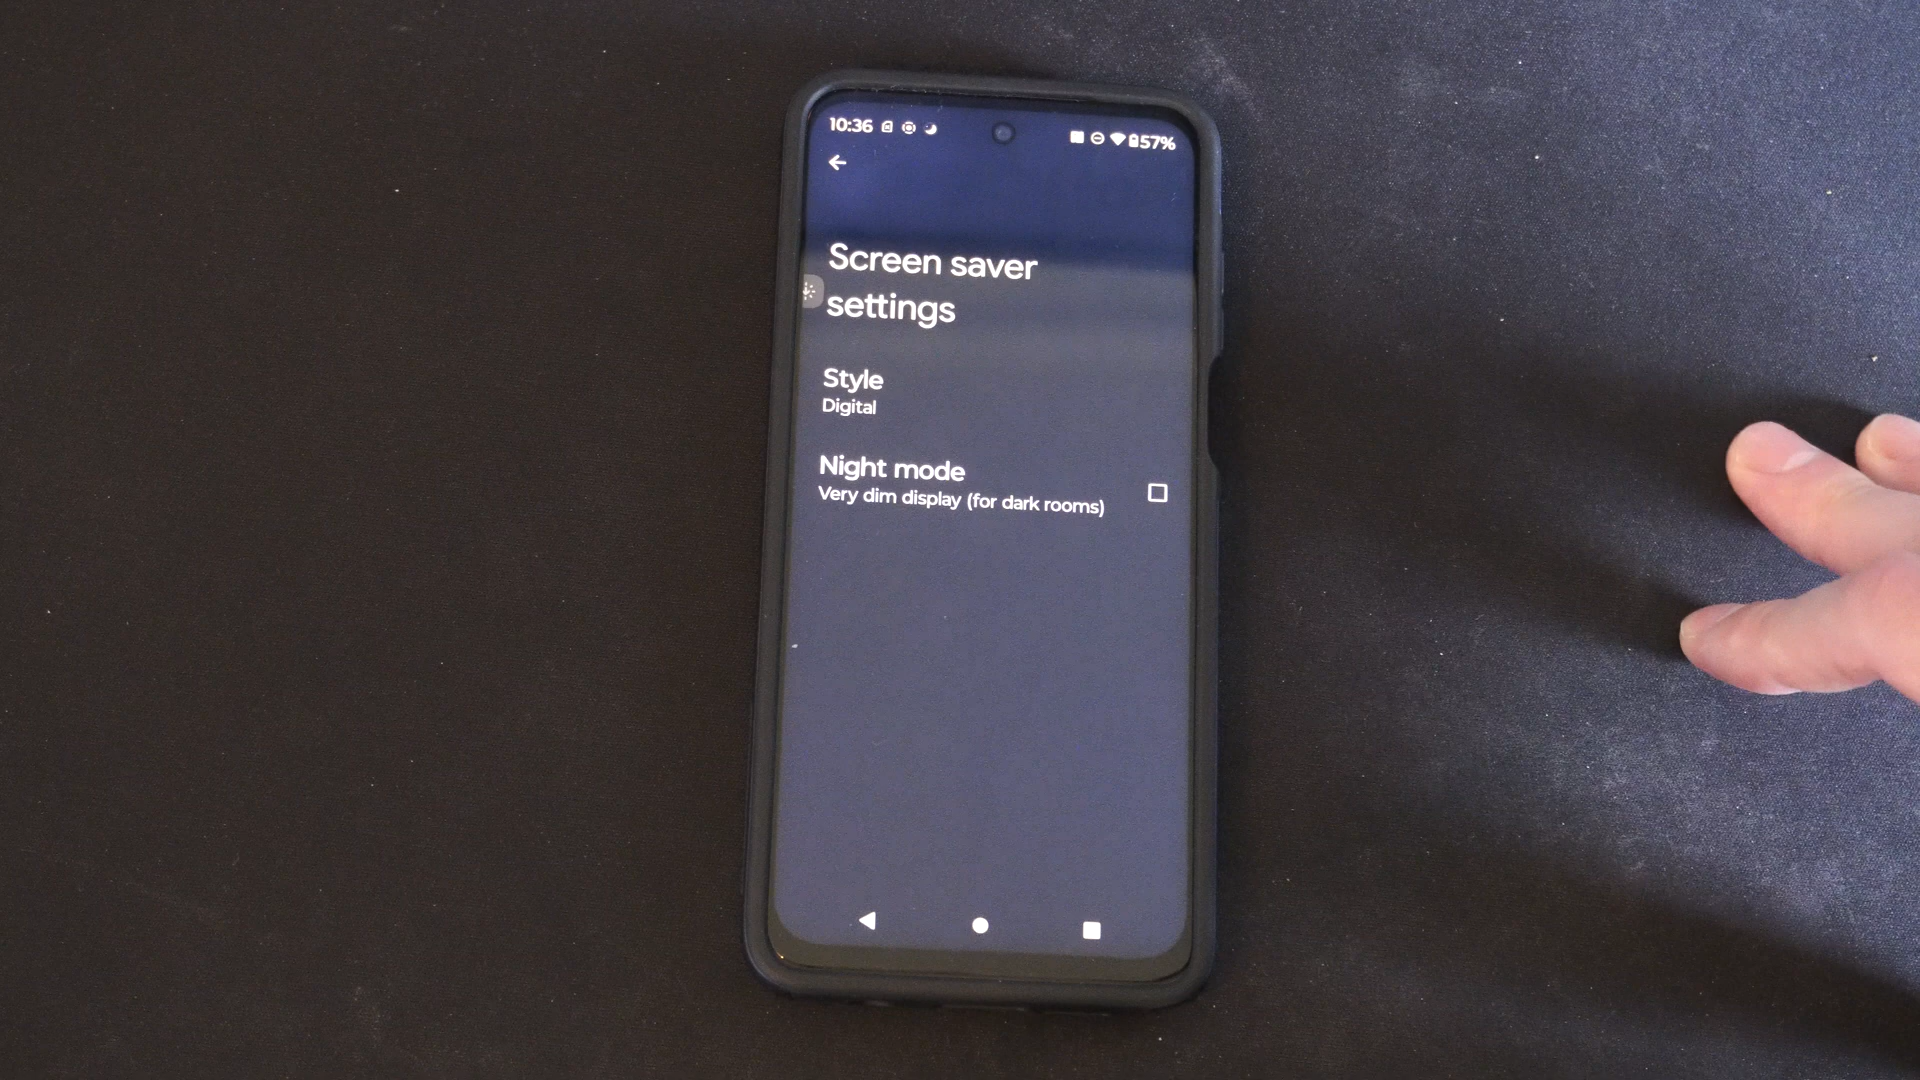 10:36 57%
Screen saver
settings
Style
Digital
Night mode
Very dim display (for dark rooms)